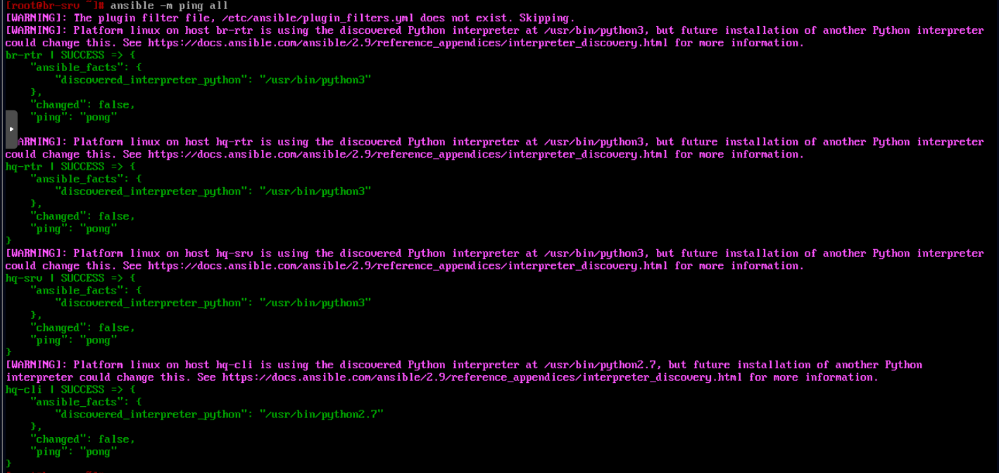 [root@br-srv ~]# ansible -m ping all
[WARNING]: The plugin filter file, /etc/ansible/plugin_filters.yml does not exist. Skipping.
[WARNING]: Platform linux on host br-rtr is using the discovered Python interpreter at /usr/bin/python3, but future installation of another Python interpreter
could change this. See https://docs.ansible.com/ansible/2.9/reference_appendices/interpreter_discovery.html for more information.
br-rtr | SUCCESS => {
    "ansible_facts": {
        "discovered_interpreter_python": "/usr/bin/python3"
    },
    "changed": false,
    "ping": "pong"
ARNING]: Platform linux on host hq-rtr is using the discovered Python interpreter at /usr/bin/python3, but future installation of another Python interpreter
could change this. See https://docs.ansible.com/ansible/2.9/reference_appendices/interpreter_discovery.html for more information.
hq-rtr | SUCCESS => {
    "ansible_facts": {
        "discovered_interpreter_python": "/usr/bin/python3"
    },
    "changed": false,
    "ping": "pong"
}
[WARNING]: Platform linux on host hq-srv is using the discovered Python interpreter at /usr/bin/python3, but future installation of another Python interpreter
could change this. See https://docs.ansible.com/ansible/2.9/reference_appendices/interpreter_discovery.html for more information.
hq-srv | SUCCESS => {
    "ansible_facts": {
        "discovered_interpreter_python": "/usr/bin/python3"
    },
    "changed": false,
    "ping": "pong"
}
[WARNING]: Platform linux on host hq-cli is using the discovered Python interpreter at /usr/bin/python2.7, but future installation of another Python
interpreter could change this. See https://docs.ansible.com/ansible/2.9/reference_appendices/interpreter_discovery.html for more information.
hq-cli | SUCCESS => {
    "ansible_facts": {
        "discovered_interpreter_python": "/usr/bin/python2.7"
    },
    "changed": false,
    "ping": "pong"
}